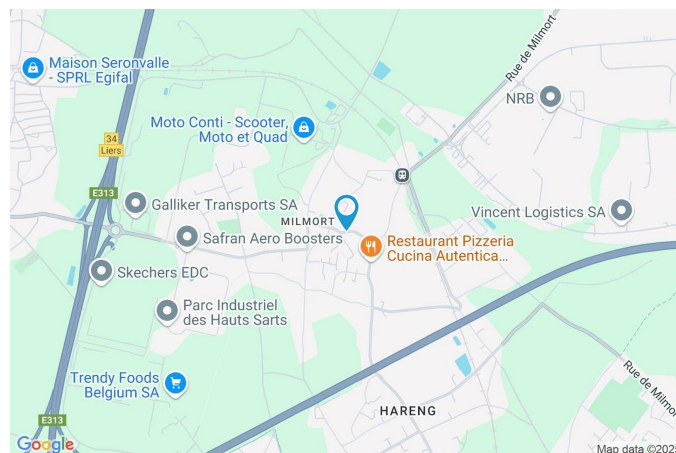 Maison Seronvalle
- SPRL Egifal
Rue de Milmort
NRB
Moto Conti - Scooter,
Moto et Quad
34
Liers
E313
Galliker Transports SA
MILMORT
Vincent Logistics SA
Safran Aero Boosters
Restaurant Pizzeria
Cucina Autentica...
Skechers EDC
Parc Industriel
des Hauts Sarts
Trendy Foods
Belgium SA
Rue de Milmort
HARENG
E313
Google
Map data ©2025